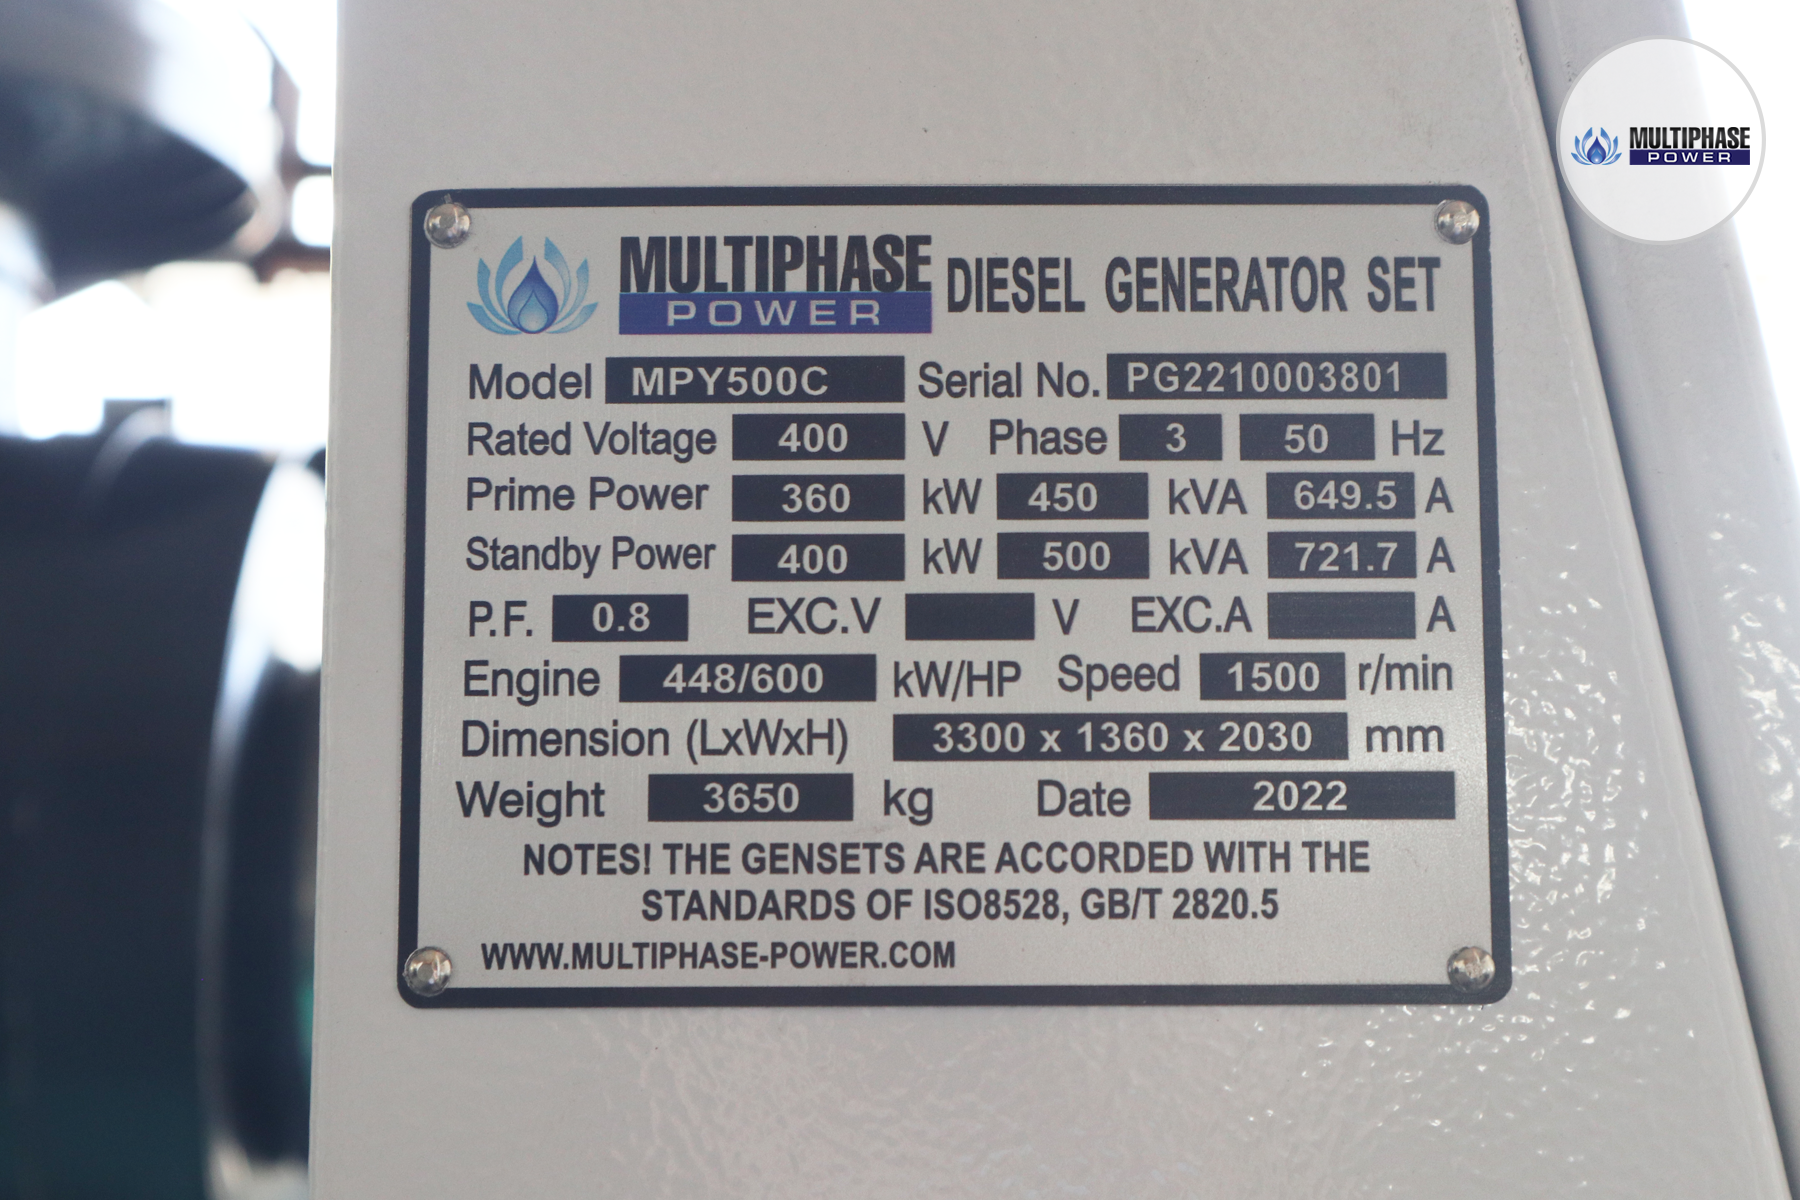 MULTIPHASE
POWER
MULTIPHASE
POWER
DIESEL GENERATOR SET
Model MPY500C Serial No. PG2210003801
Rated Voltage 400 V Phase 3 50 Hz
Prime Power 360 kW 450 kVA 649.5 A
Standby Power 400 kW 500 kVA 721.7 A
P.F. 0.8 EXC.V V EXC.A A
Engine 448/600 kW/HP Speed 1500 r/min
Dimension (LxWxH) 3300 x 1360 x 2030 mm
Weight 3650 kg Date 2022
NOTES! THE GENSETS ARE ACCORDED WITH THE
STANDARDS OF ISO8528, GB/T 2820.5
WWW.MULTIPHASE-POWER.COM